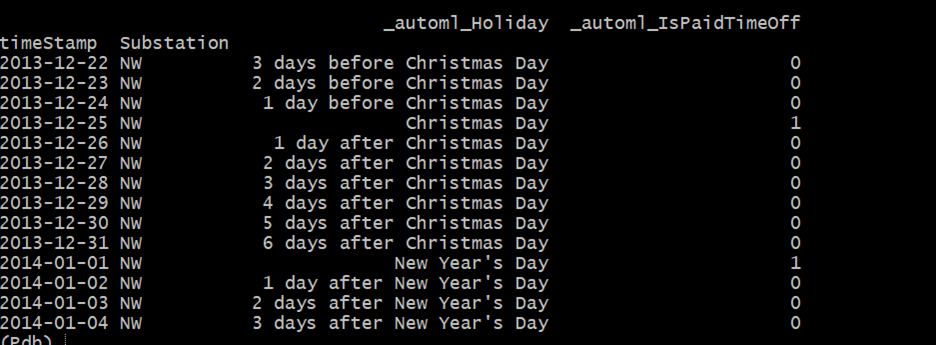 _automl_Holiday _automl_IsPaidTimeOff
timeStamp Substation
2013-12-22 NW 3 days before Christmas Day 0
2013-12-23 NW 2 days before Christmas Day 0
2013-12-24 NW 1 day before Christmas Day 0
2013-12-25 NW Christmas Day 1
2013-12-26 NW 1 day after Christmas Day 0
2013-12-27 NW 2 days after Christmas Day 0
2013-12-28 NW 3 days after Christmas Day 0
2013-12-29 NW 4 days after Christmas Day 0
2013-12-30 NW 5 days after Christmas Day 0
2013-12-31 NW 6 days after Christmas Day 0
2014-01-01 NW New Year's Day 1
2014-01-02 NW 1 day after New Year's Day 0
2014-01-03 NW 2 days after New Year's Day 0
2014-01-04 NW 3 days after New Year's Day 0
(Pdb)